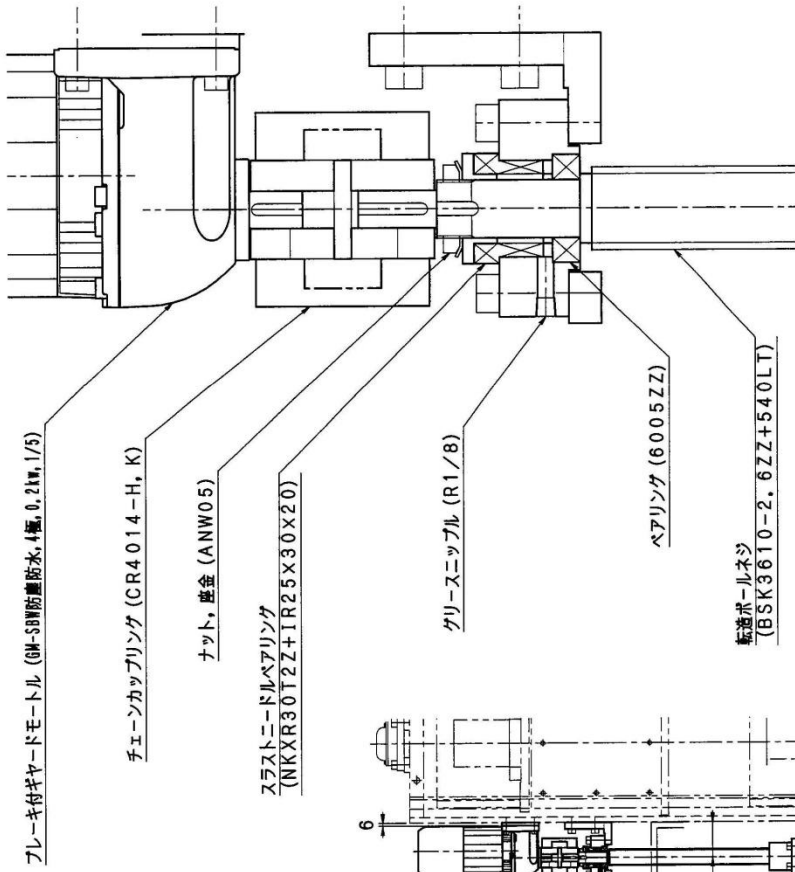 ブレーキ付ギヤードモートル (GM-SBW防塵防水,4極,0,2kw,1/5)
チェーンカップリング (CR4014-H, K)
ナット, 座金 (ANW05)
スラストニードルベアリング
(NKXR30T2Z+IR25X30X20)
グリースニップル (R1/8)
ベアリング (6005ZZ)
転造ボールネジ
(BSK3610-2. 6ZZ+540LT)
6